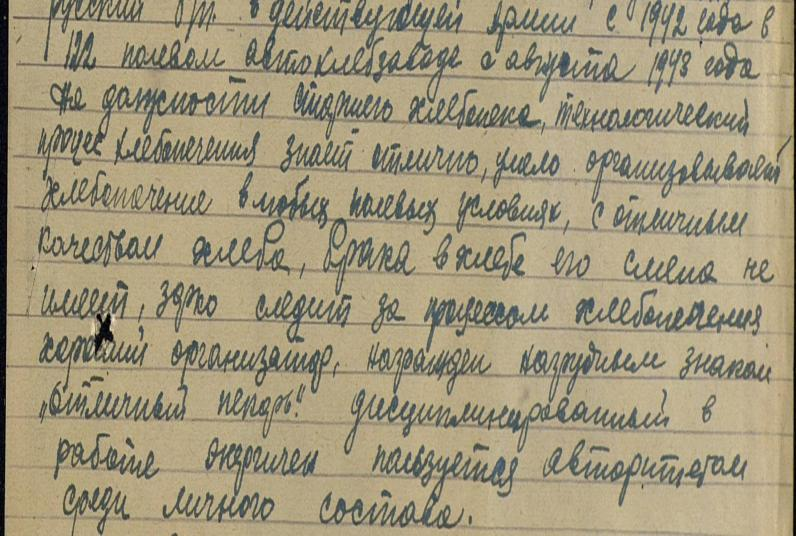 русский б/п. в действующей армии с 1942 года в
122 полевом автохлебзаводе с августа 1943 года
на должности старшего хлебопека, технологический
процес хлебопечения знает отлично, умело организовывает
хлебопечение в любых полевых условиях, с отличным
качеством хлеба, брака в хлебе его смена не
имеет, зорко следит за процессом хлебопечения
хороший организатор, награжден нагрудным знаком
„Отличный пекарь". дисциплинированный в
работе энергичен пользуется авторитетом
среди личного состава.